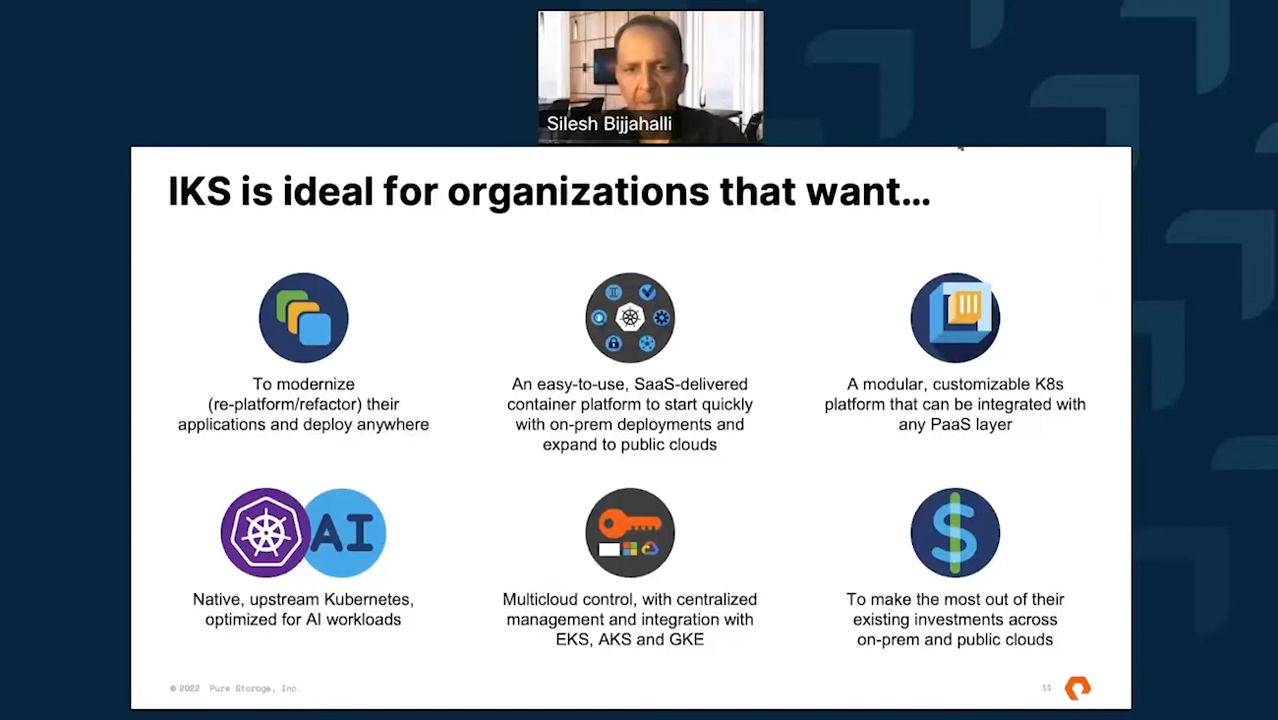 Silesh Bijjahalli
IKS is ideal for organizations that want...
To modernize
(re-platform/refactor) their
applications and deploy anywhere
An easy-to-use, SaaS-delivered
container platform to start quickly
with on-prem deployments and
expand to public clouds
A modular, customizable K8s
platform that can be integrated with
any PaaS layer
AI
Native, upstream Kubernetes,
optimized for AI workloads
Multicloud control, with centralized
management and integration with
EKS, AKS and GKE
$
To make the most out of their
existing investments across
on-prem and public clouds
© 2022 Pure Storage, Inc.
11